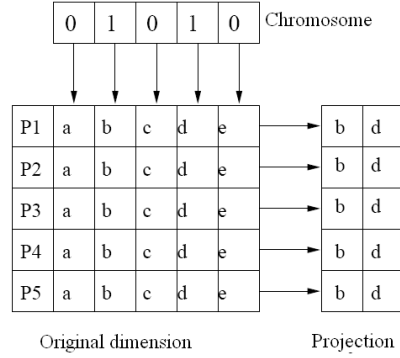 0 1 0 1 0 Chromosome
P1 a b c d e b d
P2 a b c d e b d
P3 a b c d e b d
P4 a b c d e b d
P5 a b c d e b d
Original dimension Projection